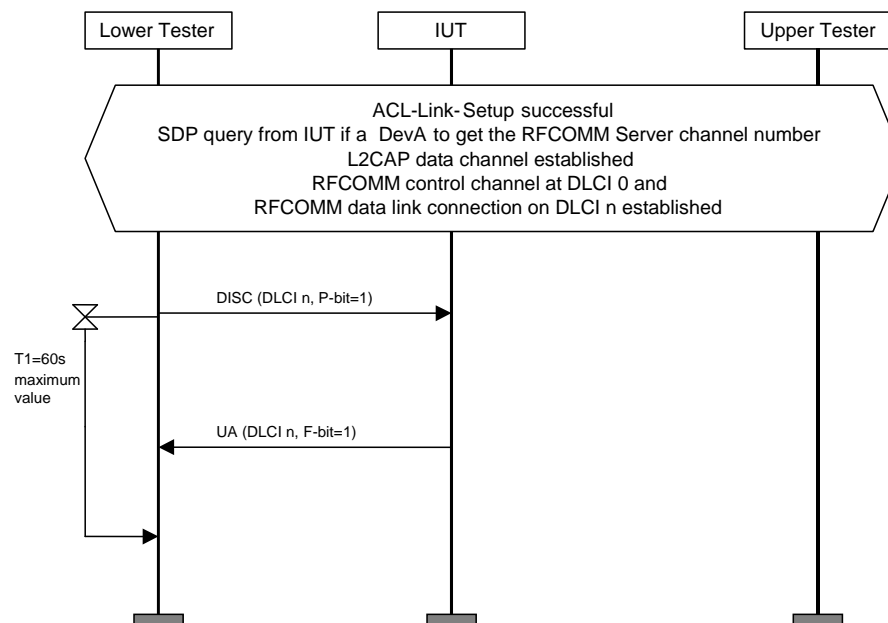 Lower Tester
IUT
Upper Tester
ACL-Link-Setup successful
SDP query from IUT if a DevA to get the RFCOMM Server channel number
L2CAP data channel established
RFCOMM control channel at DLCI 0 and
RFCOMM data link connection on DLCI n established
DISC (DLCI n, P-bit=1)
T1=60s
maximum
value
UA (DLCI n, F-bit=1)